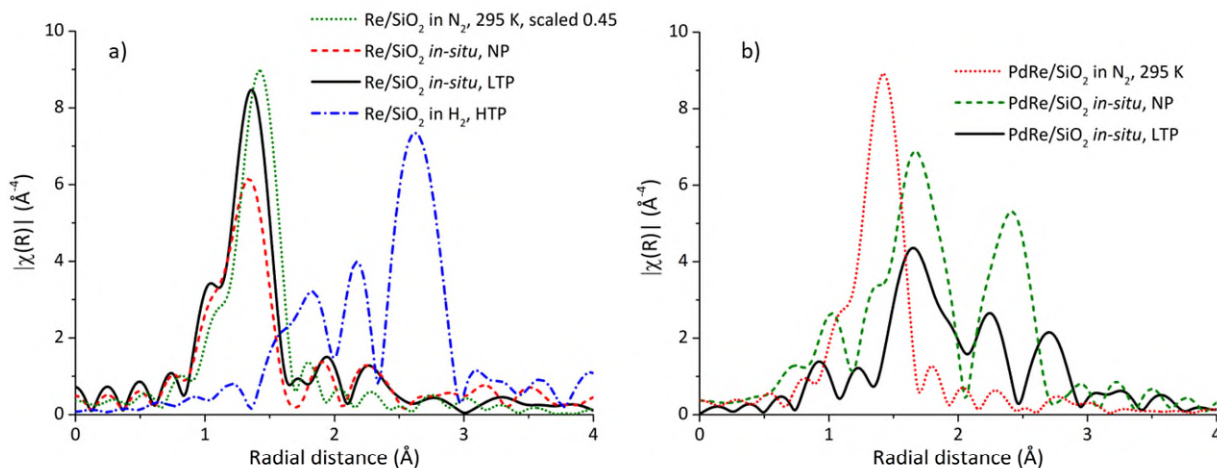 a)
Re/SiO₂ in N₂, 295 K, scaled 0.45
Re/SiO₂ in-situ, NP
Re/SiO₂ in-situ, LTP
Re/SiO₂ in H₂, HTP
|χ(R)| (Å⁻⁴)
10
8
6
4
2
0
0 1 2 3 4
Radial distance (Å)
b)
PdRe/SiO₂ in N₂, 295 K
PdRe/SiO₂ in-situ, NP
PdRe/SiO₂ in-situ, LTP
|χ(R)| (Å⁻⁴)
10
8
6
4
2
0
0 1 2 3 4
Radial distance (Å)